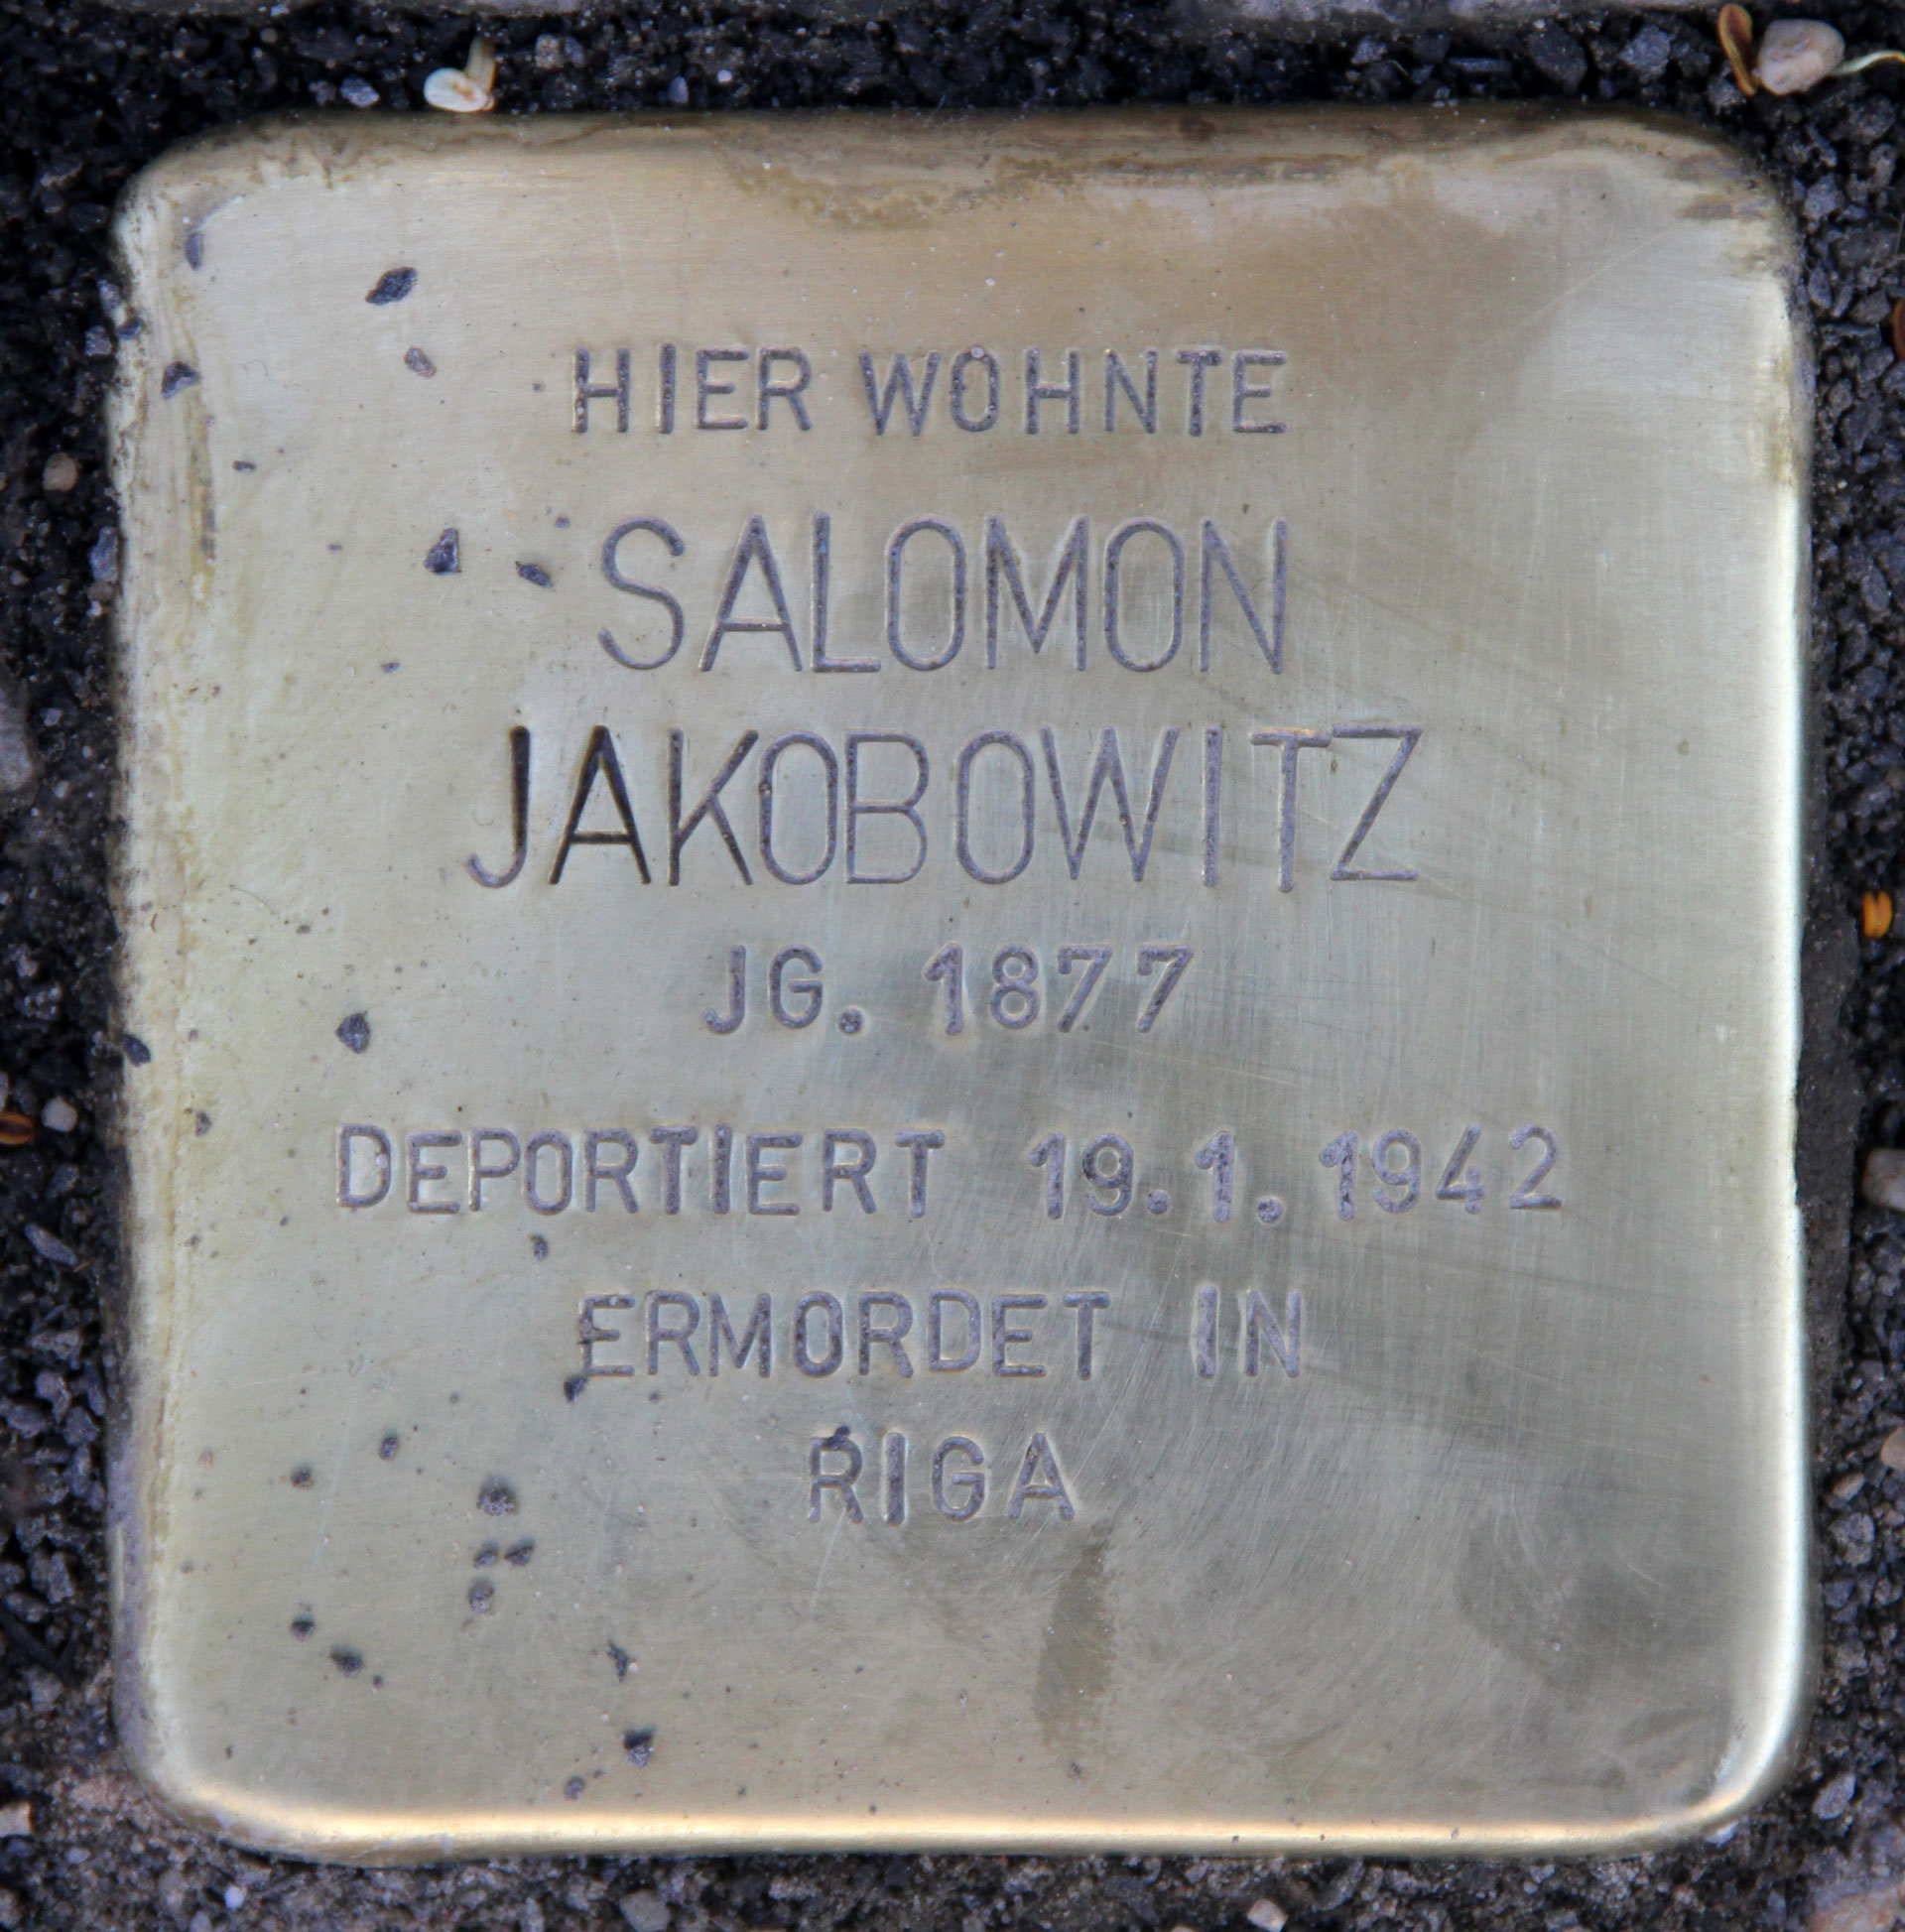 HIER WOHNTE
SALOMON
JAKOBOWITZ
JG. 1877
DEPORTIERT 19.1.1942
ERMORDET IN
RIGA